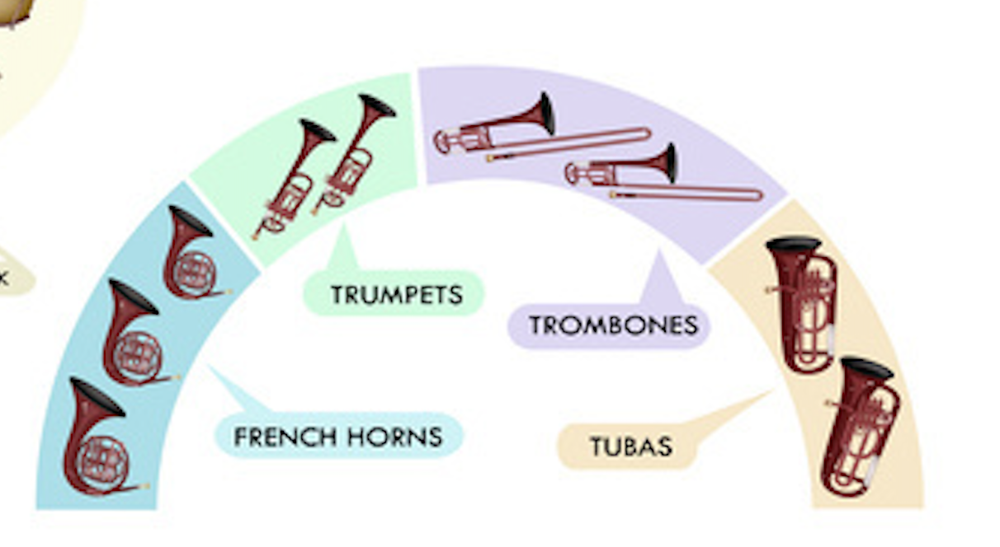 TRUMPETS
TROMBONES
FRENCH HORNS
TUBAS